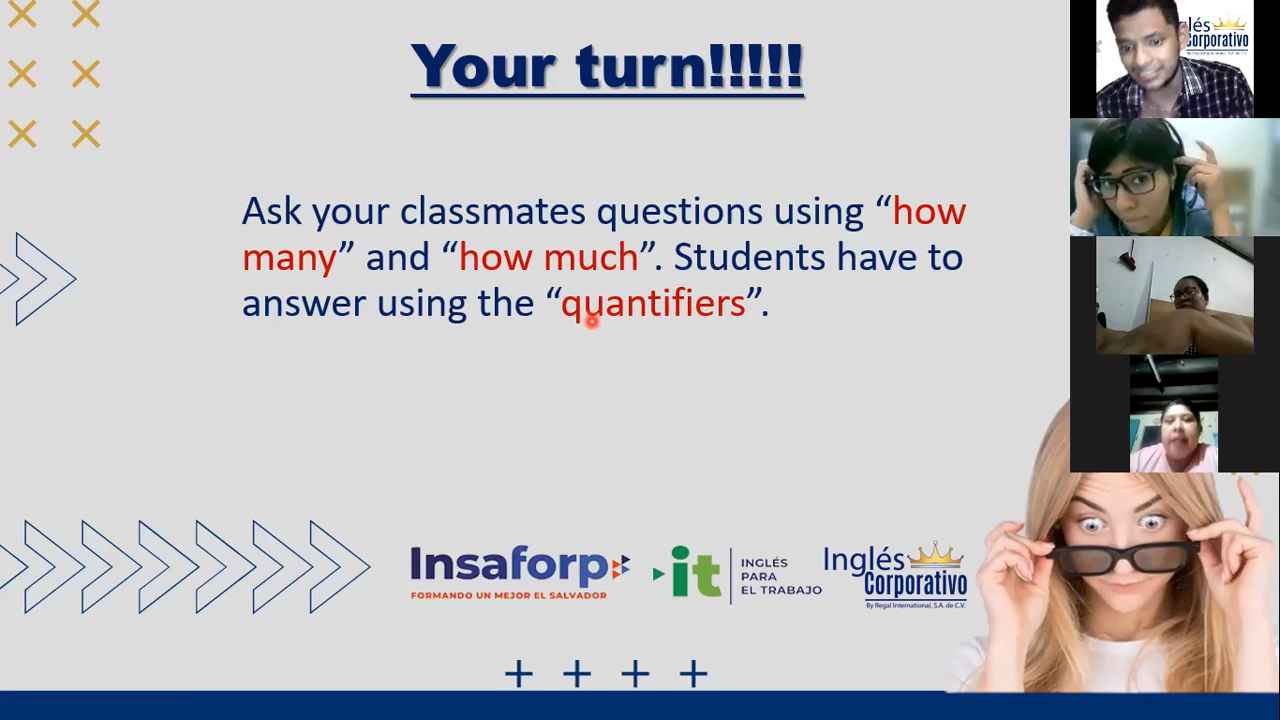 Your turn!!!!!
Ask your classmates questions using “how
many” and “how much”. Students have to
answer using the “quantifiers”.
Insaforp
FORMANDO UN MEJOR EL SALVADOR
it
INGLÉS
PARA
EL TRABAJO
Inglés
Corporativo
By Regal International, S.A. de C.V.
lés
Corporativo